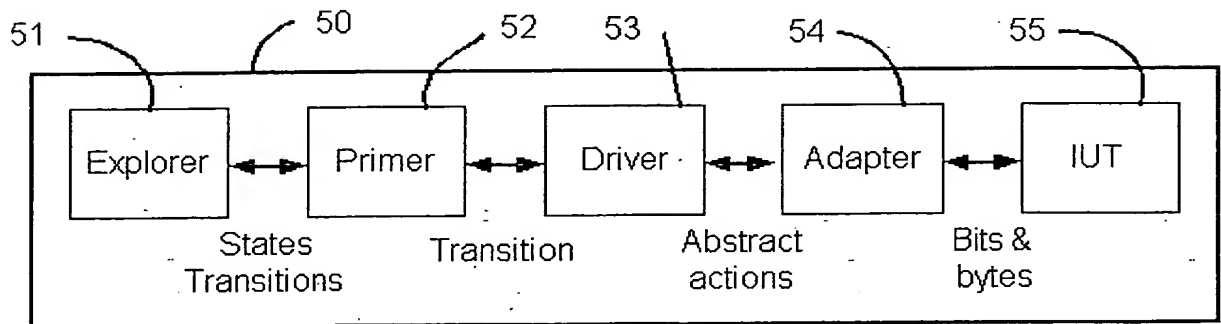 51 50 52 53 54 55
Explorer Primer Driver Adapter IUT
States Transitions
Transition
Abstract actions
Bits & bytes